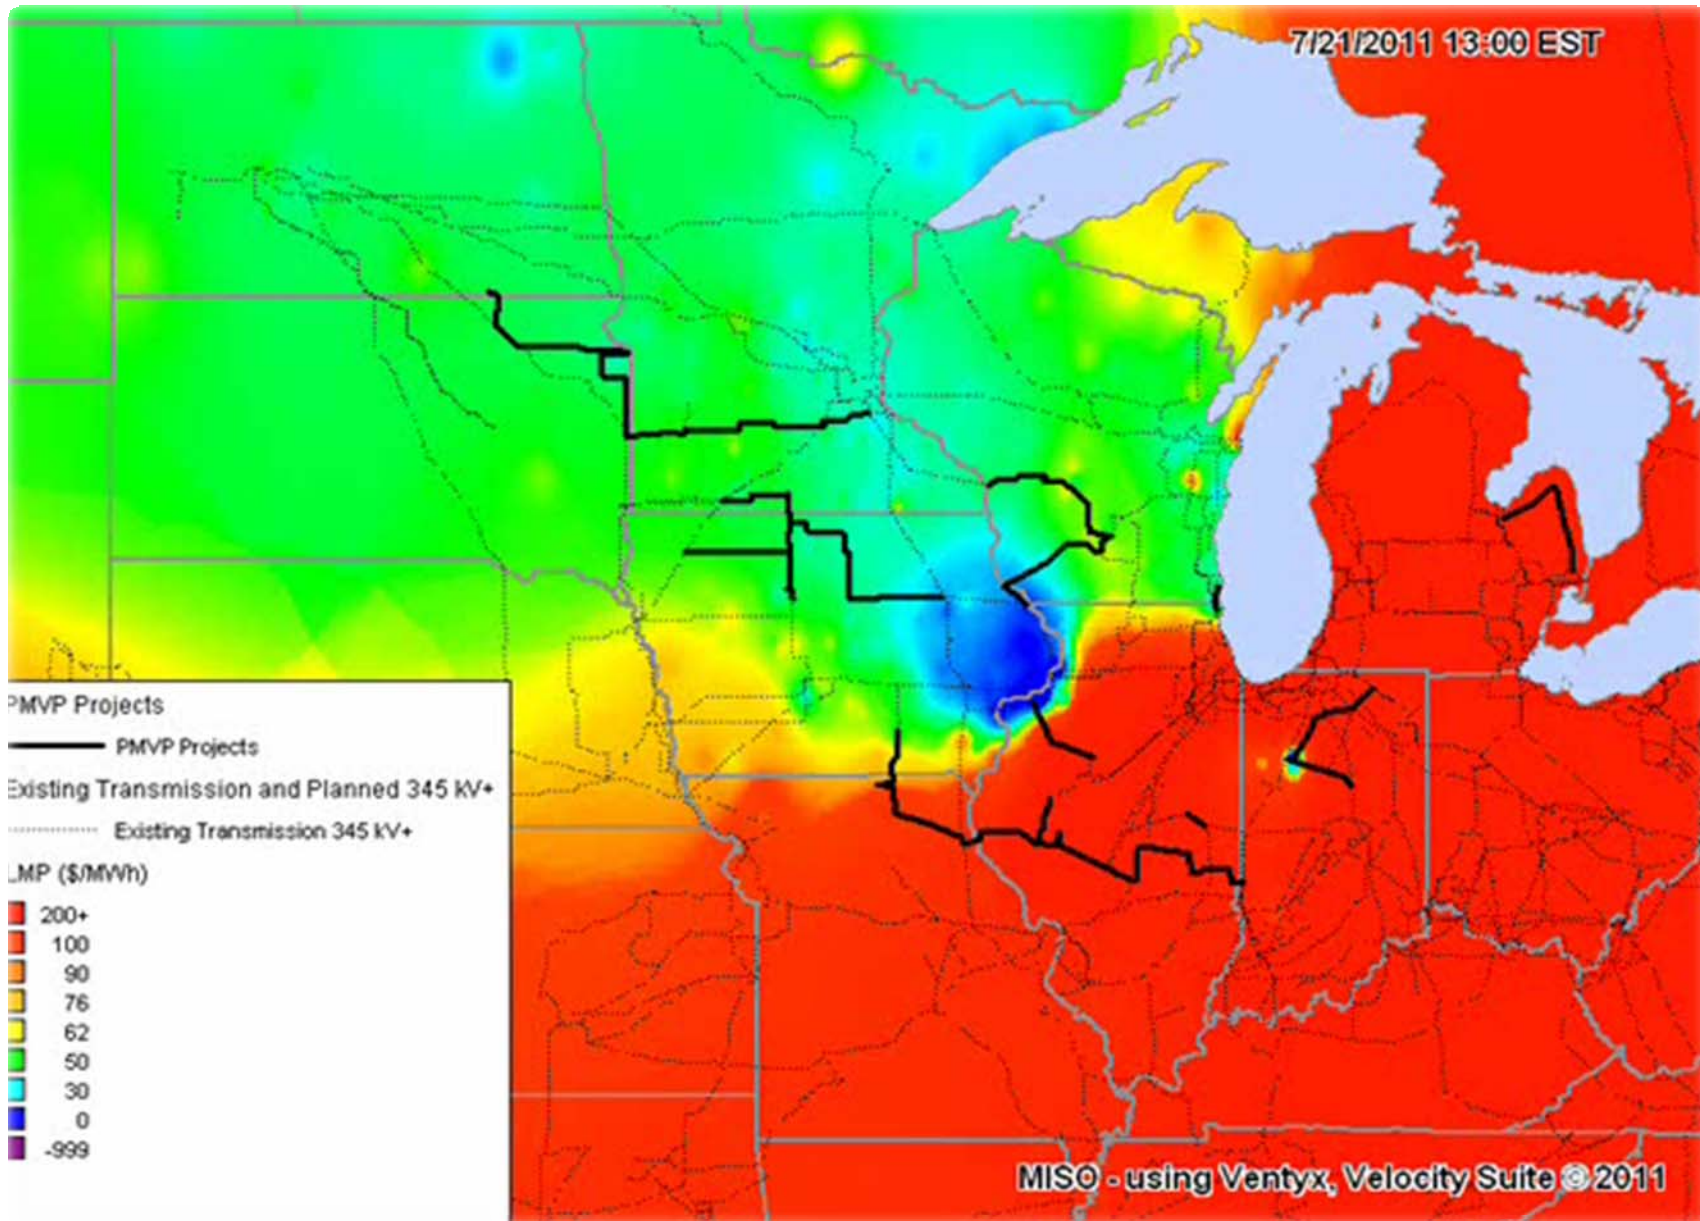 7/21/2011 13:00 EST
PMVP Projects
PMVP Projects
Existing Transmission and Planned 345 kV+
Existing Transmission 345 kV+
LMP ($/MWh)
200+
100
90
76
62
50
30
0
-999
MISO - using Ventyx, Velocity Suite © 2011